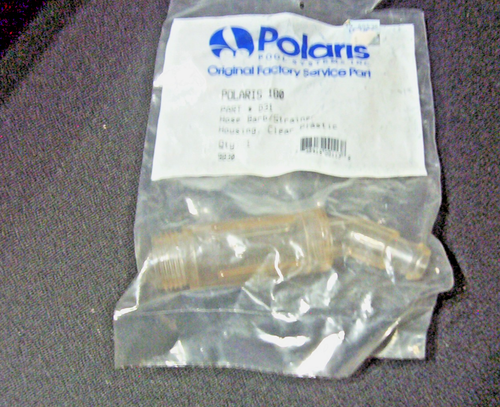 Polaris
POOL SYSTEMS INC
Original Factory Service Part
POLARIS 180
PART #
Hose Barb/Strainer
Housing, Clear plastic
Qty 1